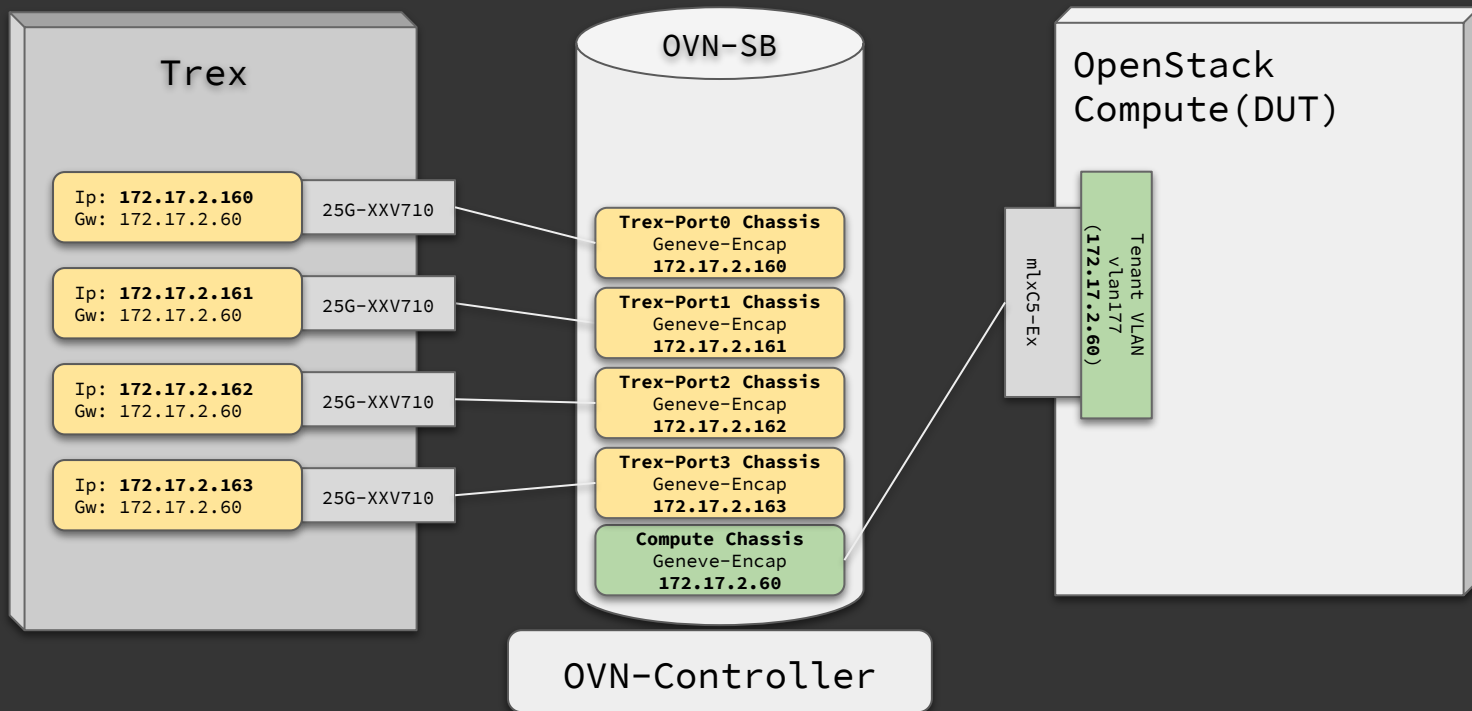 Trex
Ip: 172.17.2.160
Gw: 172.17.2.60
25G-XXV710
Ip: 172.17.2.161
Gw: 172.17.2.60
25G-XXV710
Ip: 172.17.2.162
Gw: 172.17.2.60
25G-XXV710
Ip: 172.17.2.163
Gw: 172.17.2.60
25G-XXV710
OVN-SB
Trex-Port0 Chassis
Geneve-Encap
172.17.2.160
Trex-Port1 Chassis
Geneve-Encap
172.17.2.161
Trex-Port2 Chassis
Geneve-Encap
172.17.2.162
Trex-Port3 Chassis
Geneve-Encap
172.17.2.163
Compute Chassis
Geneve-Encap
172.17.2.60
OVN-Controller
OpenStack
Compute(DUT)
mlxC5-Ex
Tenant VLAN
vlan177
(172.17.2.60)